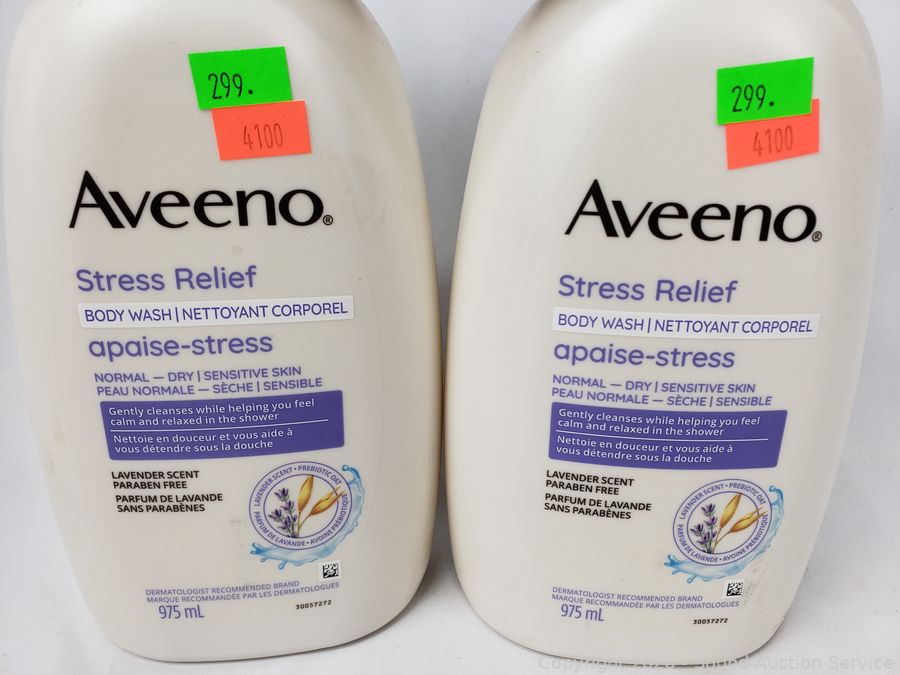 299.
4100
Aveeno®
Stress Relief
BODY WASH | NETTOYANT CORPOREL
apaise-stress
NORMAL — DRY | SENSITIVE SKIN
PEAU NORMALE — SÈCHE | SENSIBLE
Gently cleanses while helping you feel
calm and relaxed in the shower
Nettoie en douceur et vous aide à
vous détendre sous la douche
LAVENDER SCENT
PARABEN FREE
PARFUM DE LAVANDE
SANS PARABÈNES
LAVENDER SCENT • PREBIOTIC OAT
PARFUM DE LAVANDE • AVOINE PRÉBIOTIQUE
DERMATOLOGIST RECOMMENDED BRAND
MARQUE RECOMMANDÉE PAR LES DERMATOLOGUES
975 mL
30057272
299.
4100
Aveeno®
Stress Relief
BODY WASH | NETTOYANT CORPOREL
apaise-stress
NORMAL — DRY | SENSITIVE SKIN
PEAU NORMALE — SÈCHE | SENSIBLE
Gently cleanses while helping you feel
calm and relaxed in the shower
Nettoie en douceur et vous aide à
vous détendre sous la douche
LAVENDER SCENT
PARABEN FREE
PARFUM DE LAVANDE
SANS PARABÈNES
LAVENDER SCENT • PREBIOTIC OAT
PARFUM DE LAVANDE • AVOINE PRÉBIOTIQUE
DERMATOLOGIST RECOMMENDED BRAND
MARQUE RECOMMANDÉE PAR LES DERMATOLOGUES
975 mL
30057272
Copyright Sound Auction Service